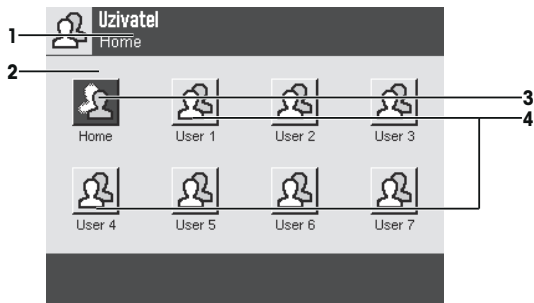 Uzivatel
1 Home
2
3
4
Home User 1 User 2 User 3
User 4 User 5 User 6 User 7